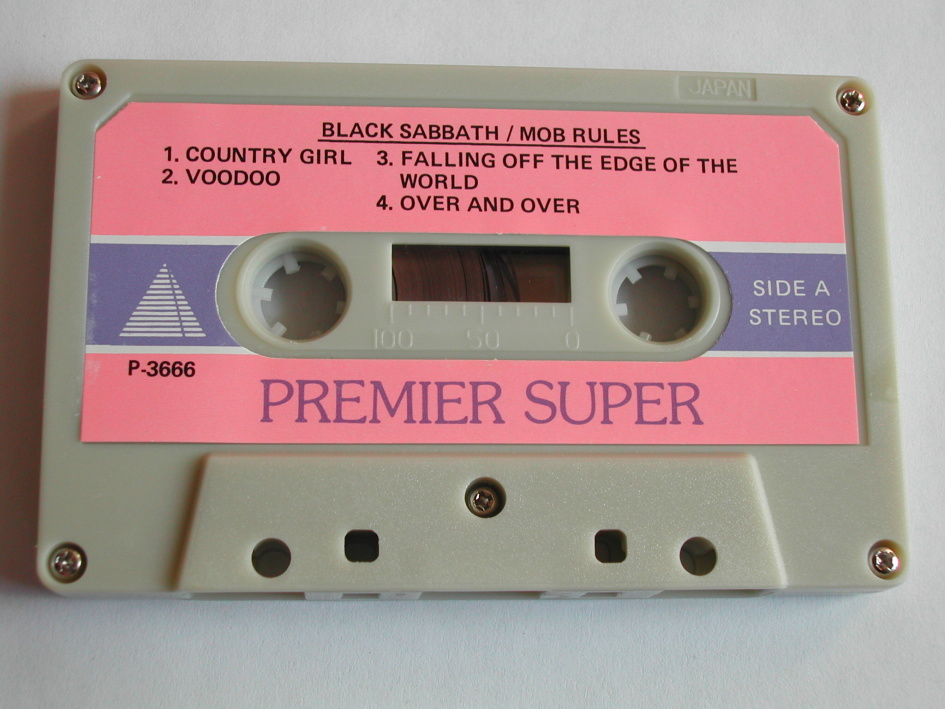 JAPAN
BLACK SABBATH / MOB RULES
1. COUNTRY GIRL
2. VOODOO
3. FALLING OFF THE EDGE OF THE
WORLD
4. OVER AND OVER
SIDE A
STEREO
100 50 0
P-3666
PREMIER SUPER